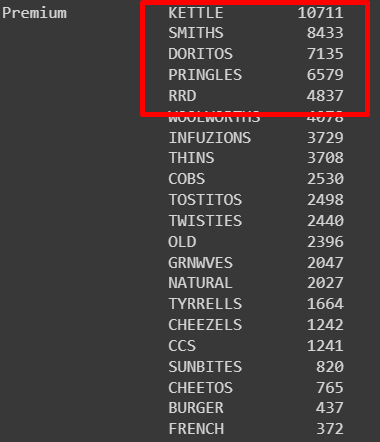 Premium KETTLE 10711
SMITHS 8433
DORITOS 7135
PRINGLES 6579
RRD 4837
WOOLWORTHS 4078
INFUZIONS 3729
THINS 3708
COBS 2530
TOSTITOS 2498
TWISTIES 2440
OLD 2396
GRNWVES 2047
NATURAL 2027
TYRRELLS 1664
CHEEZELS 1242
CCS 1241
SUNBITES 820
CHEETOS 765
BURGER 437
FRENCH 372